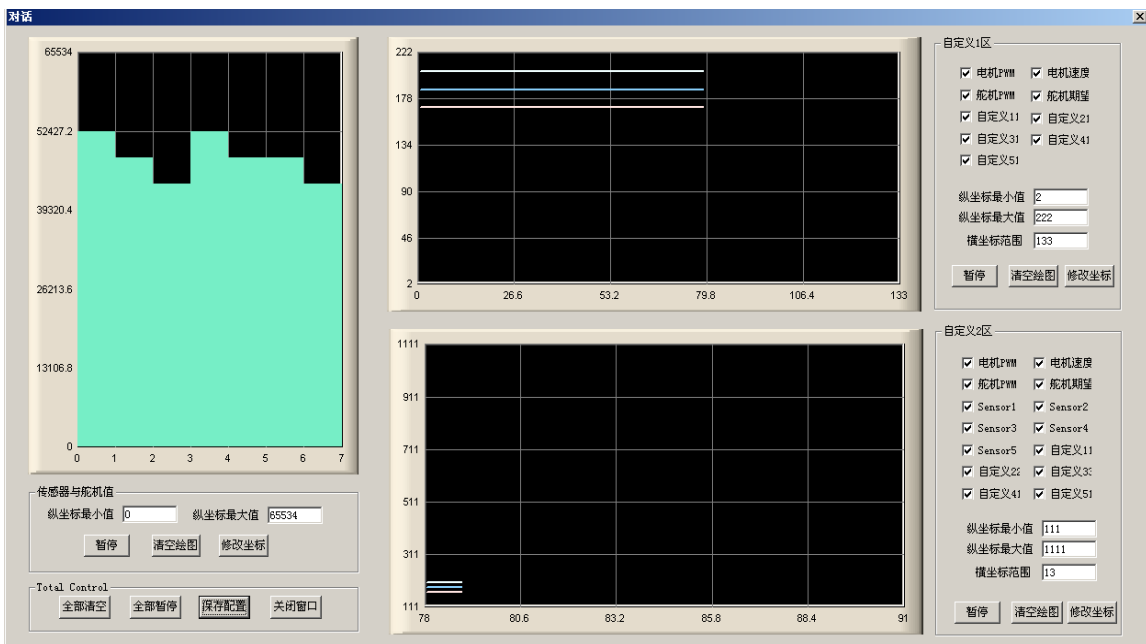 对话
65534
52427.2
39320.4
26213.6
13106.8
0
0 1 2 3 4 5 6 7
传感器与舵机值
纵坐标最小值 0 纵坐标最大值 65534
暂停 清空绘图 修改坐标
Total Control
全部清空 全部暂停 保存配置 关闭窗口
222
178
134
90
46
2
0 26.6 53.2 79.8 106.4 133
1111
911
711
511
311
111
78 80.6 83.2 85.8 88.4 91
自定义1区
电机PWM 电机速度
舵机PWM 舵机期望
自定义11 自定义21
自定义31 自定义41
自定义51
纵坐标最小值 2
纵坐标最大值 222
横坐标范围 133
暂停 清空绘图 修改坐标
自定义2区
电机PWM 电机速度
舵机PWM 舵机期望
Sensor1 Sensor2
Sensor3 Sensor4
Sensor5 自定义11
自定义22 自定义33
自定义41 自定义51
纵坐标最小值 111
纵坐标最大值 1111
横坐标范围 13
暂停 清空绘图 修改坐标